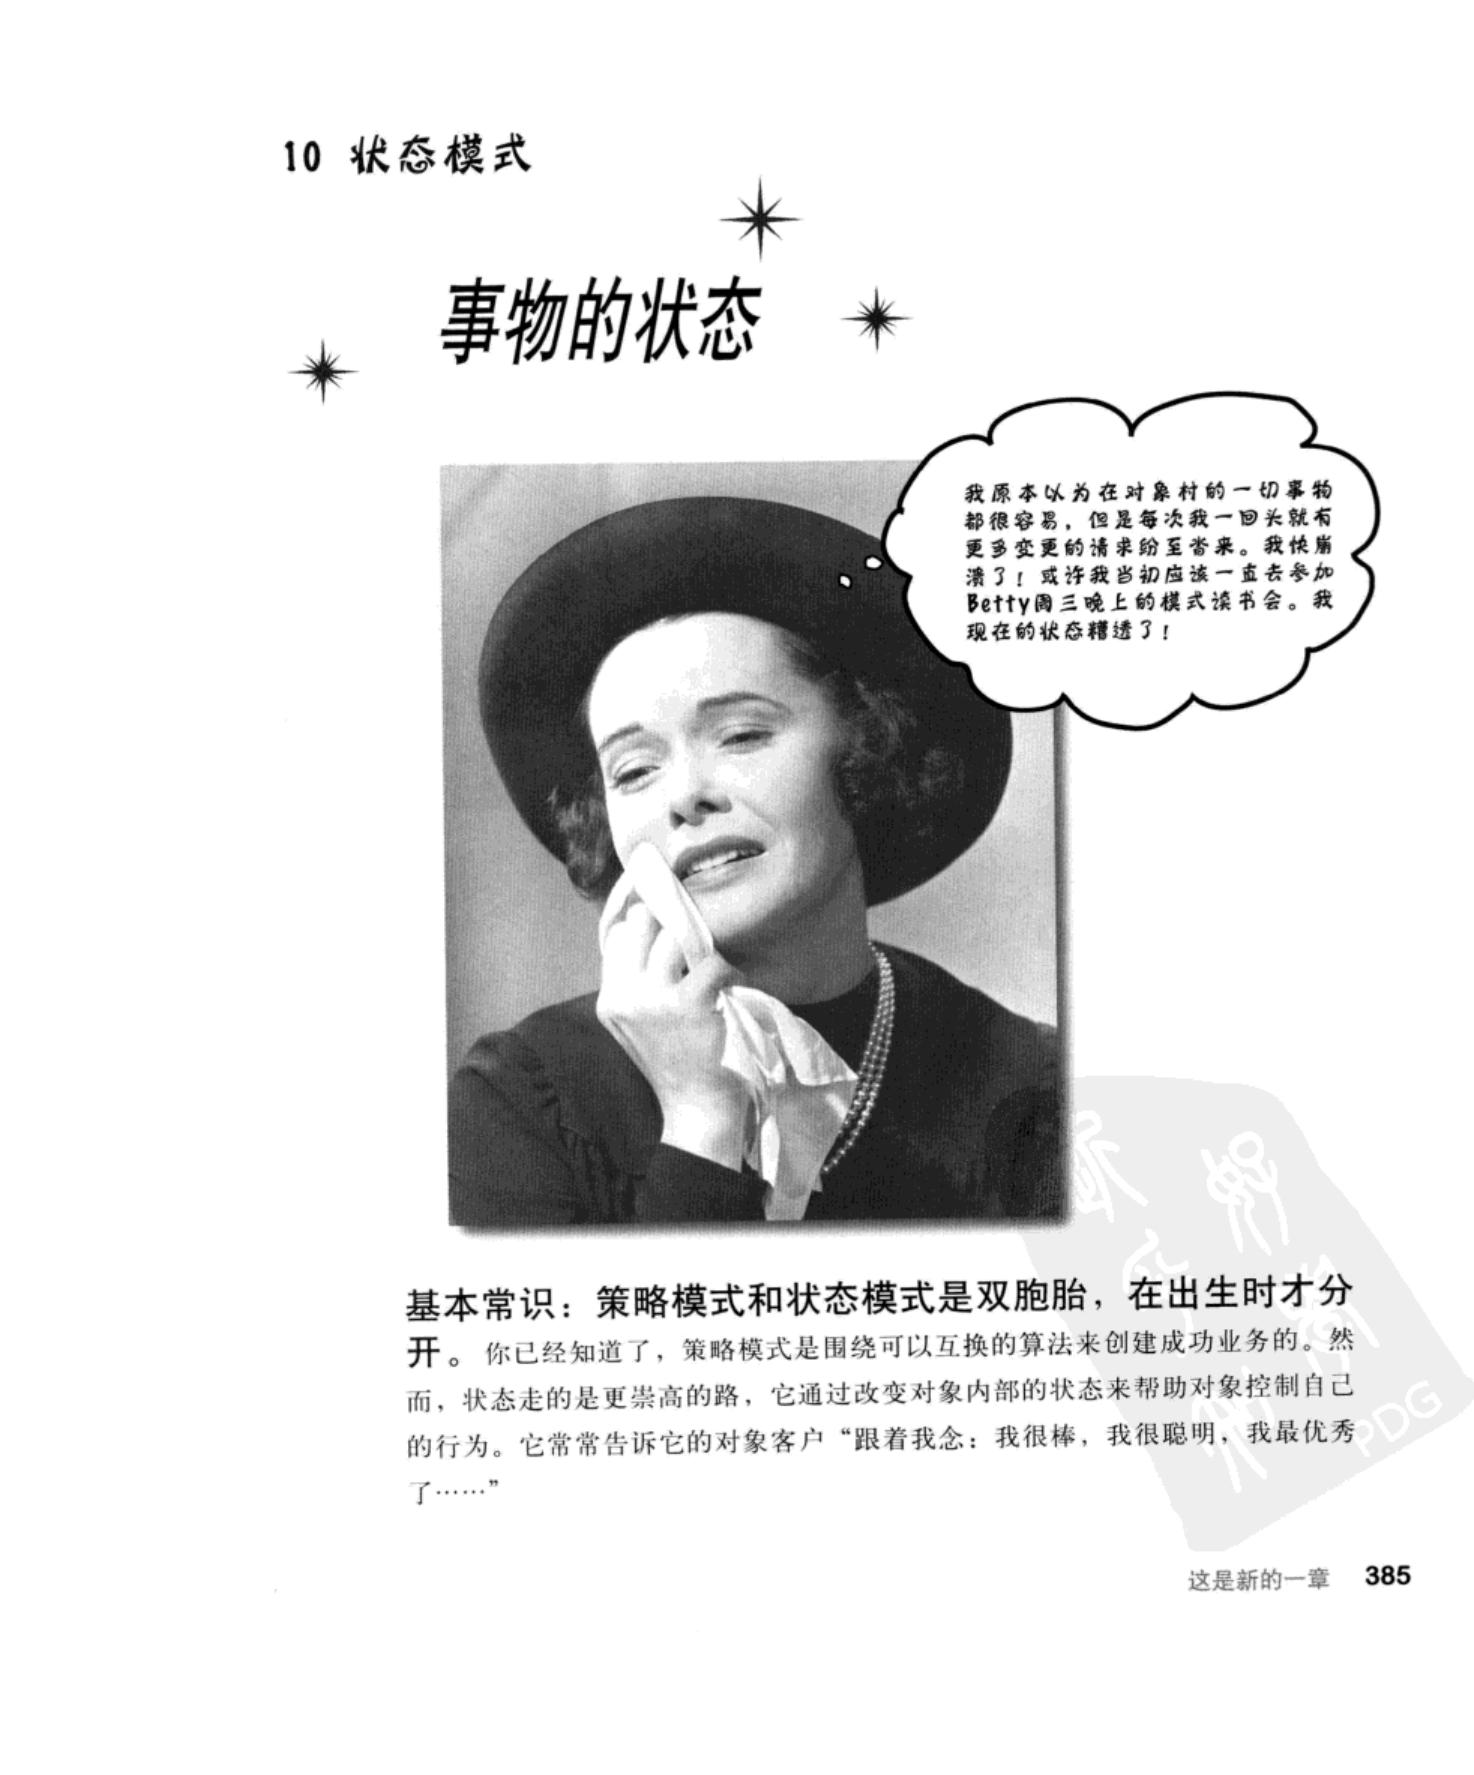 10 状态模式
事物的状态
我原本以为在对象村的一切事物
都很容易，但是每次我一回头就有
更多变更的请求纷至沓来。我快崩
溃了！或许我当初应该一直去参加
Betty周三晚上的模式读书会。我
现在的状态糟透了！
基本常识：策略模式和状态模式是双胞胎，在出生时才分
开。你已经知道了，策略模式是围绕可以互换的算法来创建成功业务的。然
而，状态走的是更崇高的路，它通过改变对象内部的状态来帮助对象控制自己
的行为。它常常告诉它的对象客户“跟着我念：我很棒，我很聪明，我最优秀
了……”
PDG
这是新的一章 385